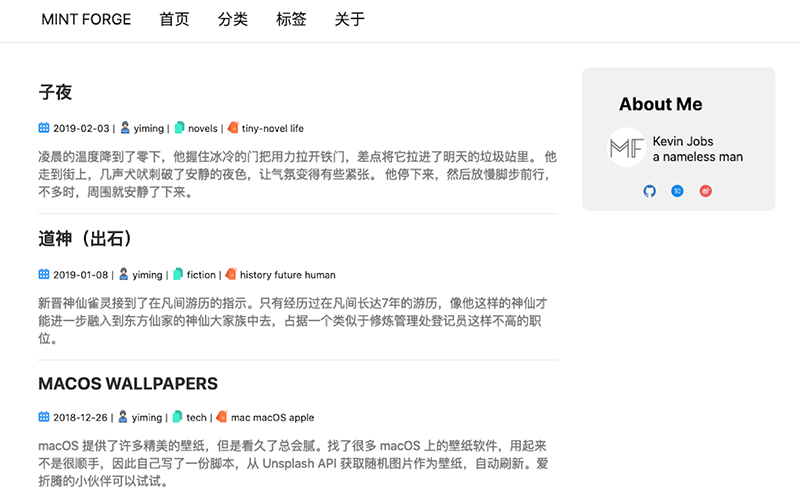 MINT FORGE 首页 分类 标签 关于
子夜
2019-02-03 | yiming | novels | tiny-novel life
凌晨的温度降到了零下，他握住冰冷的门把用力拉开铁门，差点将它拉进了明天的垃圾站里。 他
走到街上，几声犬吠刺破了安静的夜色，让气氛变得有些紧张。 他停下来，然后放慢脚步前行，
不多时，周围就安静了下来。
道神（出石）
2019-01-08 | yiming | fiction | history future human
新晋神仙雀灵接到了在凡间游历的指示。只有经历过在凡间长达7年的游历，像他这样的神仙才
能进一步融入到东方仙家的神仙大家族中去，占据一个类似于修炼管理处登记员这样不高的职
位。
MACOS WALLPAPERS
2018-12-26 | yiming | tech | mac macOS apple
macOS 提供了许多精美的壁纸，但是看久了总会腻。找了很多 macOS 上的壁纸软件，用起来
不是很顺手，因此自己写了一份脚本，从 Unsplash API 获取随机图片作为壁纸，自动刷新。爱
折腾的小伙伴可以试试。
About Me
MF
Kevin Jobs
a nameless man
知